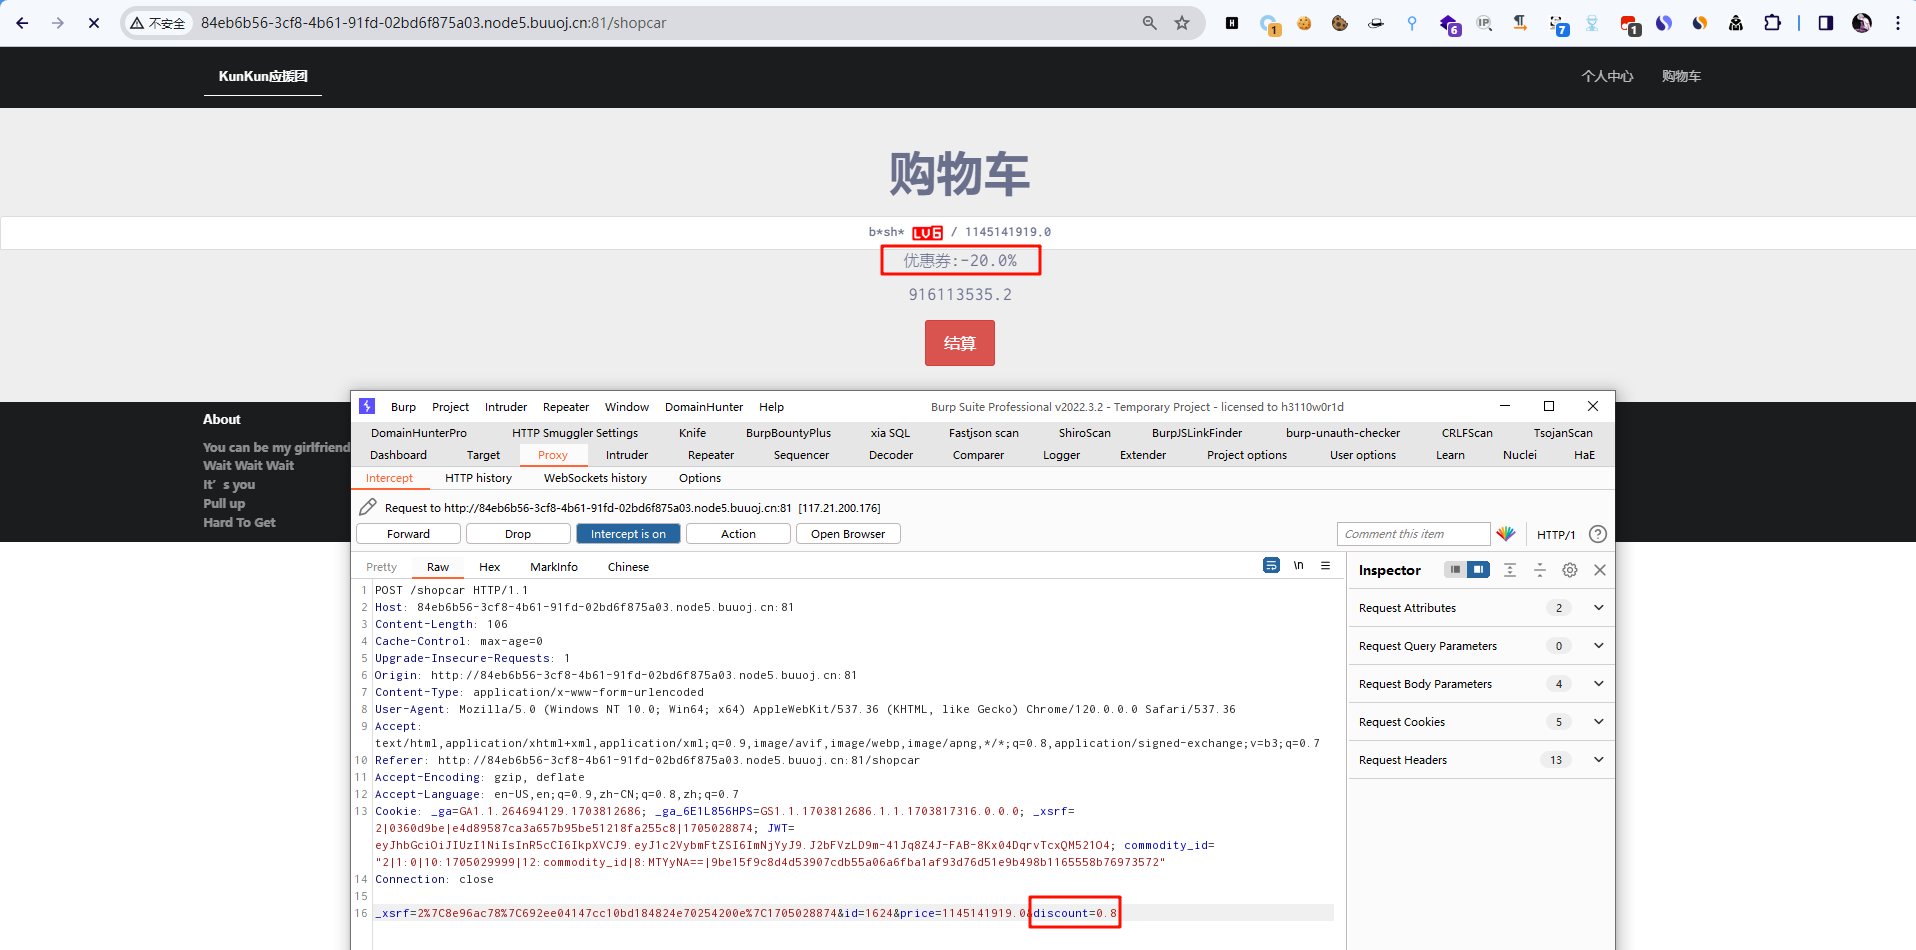 不安全 84eb6b56-3cf8-4b61-91fd-02bd6f875a03.node5.buuoj.cn:81/shopcar
KunKun应援团 个人中心 购物车
购物车
b*sh* LV6 / 1145141919.0
优惠券:-20.0%
916113535.2
结算
About
You can be my girlfriend
Wait Wait Wait
It's you
Pull up
Hard To Get
Burp Project Intruder Repeater Window DomainHunter Help Burp Suite Professional v2022.3.2 - Temporary Project - licensed to h3110w0r1d
DomainHunterPro HTTP Smuggler Settings Knife BurpBountyPlus xia SQL Fastjson scan ShiroScan BurpJSLinkFinder burp-unauth-checker CRLFScan TsojanScan
Dashboard Target Proxy Intruder Repeater Sequencer Decoder Comparer Logger Extender Project options User options Learn Nuclei HaE
Intercept HTTP history WebSockets history Options
Request to http://84eb6b56-3cf8-4b61-91fd-02bd6f875a03.node5.buuoj.cn:81 [117.21.200.176]
Forward Drop Intercept is on Action Open Browser Comment this item HTTP/1 ?
Pretty Raw Hex MarkInfo Chinese \n Inspector
1 POST /shopcar HTTP/1.1
2 Host: 84eb6b56-3cf8-4b61-91fd-02bd6f875a03.node5.buuoj.cn:81
3 Content-Length: 106
4 Cache-Control: max-age=0
5 Upgrade-Insecure-Requests: 1
6 Origin: http://84eb6b56-3cf8-4b61-91fd-02bd6f875a03.node5.buuoj.cn:81
7 Content-Type: application/x-www-form-urlencoded
8 User-Agent: Mozilla/5.0 (Windows NT 10.0; Win64; x64) AppleWebKit/537.36 (KHTML, like Gecko) Chrome/120.0.0.0 Safari/537.36
9 Accept:
text/html,application/xhtml+xml,application/xml;q=0.9,image/avif,image/webp,image/apng,*/*;q=0.8,application/signed-exchange;v=b3;q=0.7
10 Referer: http://84eb6b56-3cf8-4b61-91fd-02bd6f875a03.node5.buuoj.cn:81/shopcar
11 Accept-Encoding: gzip, deflate
12 Accept-Language: en-US,en;q=0.9,zh-CN;q=0.8,zh;q=0.7
13 Cookie: _ga=GA1.1.264694129.1703812686; _ga_6E1L856HPS=GS1.1.1703812686.1.1.1703817316.0.0.0; _xsrf=
2|0360d9be|e4d89587ca3a657b95be51218fa255c8|1705028874; JWT=
eyJhbGciOiJIUzI1NiIsInR5cCI6IkpXVCJ9.eyJ1c2VybmFtZSI6ImNjYyJ9.J2bFVzLD9m-41Jq8Z4J-FAB-8Kx04DqrvTcxQM521O4; commodity_id=
"2|1:0|10:1705029999|12:commodity_id|8:MTYyNA==|9be15f9c8d4d53907cdb55a06a6fba1af93d76d51e9b498b1165558b76973572"
14 Connection: close
15
16 _xsrf=2%7C8e96ac78%7C692ee04147cc10bd184824e70254200e%7C1705028874&id=1624&price=1145141919.0&discount=0.8
Request Attributes 2
Request Query Parameters 0
Request Body Parameters 4
Request Cookies 5
Request Headers 13